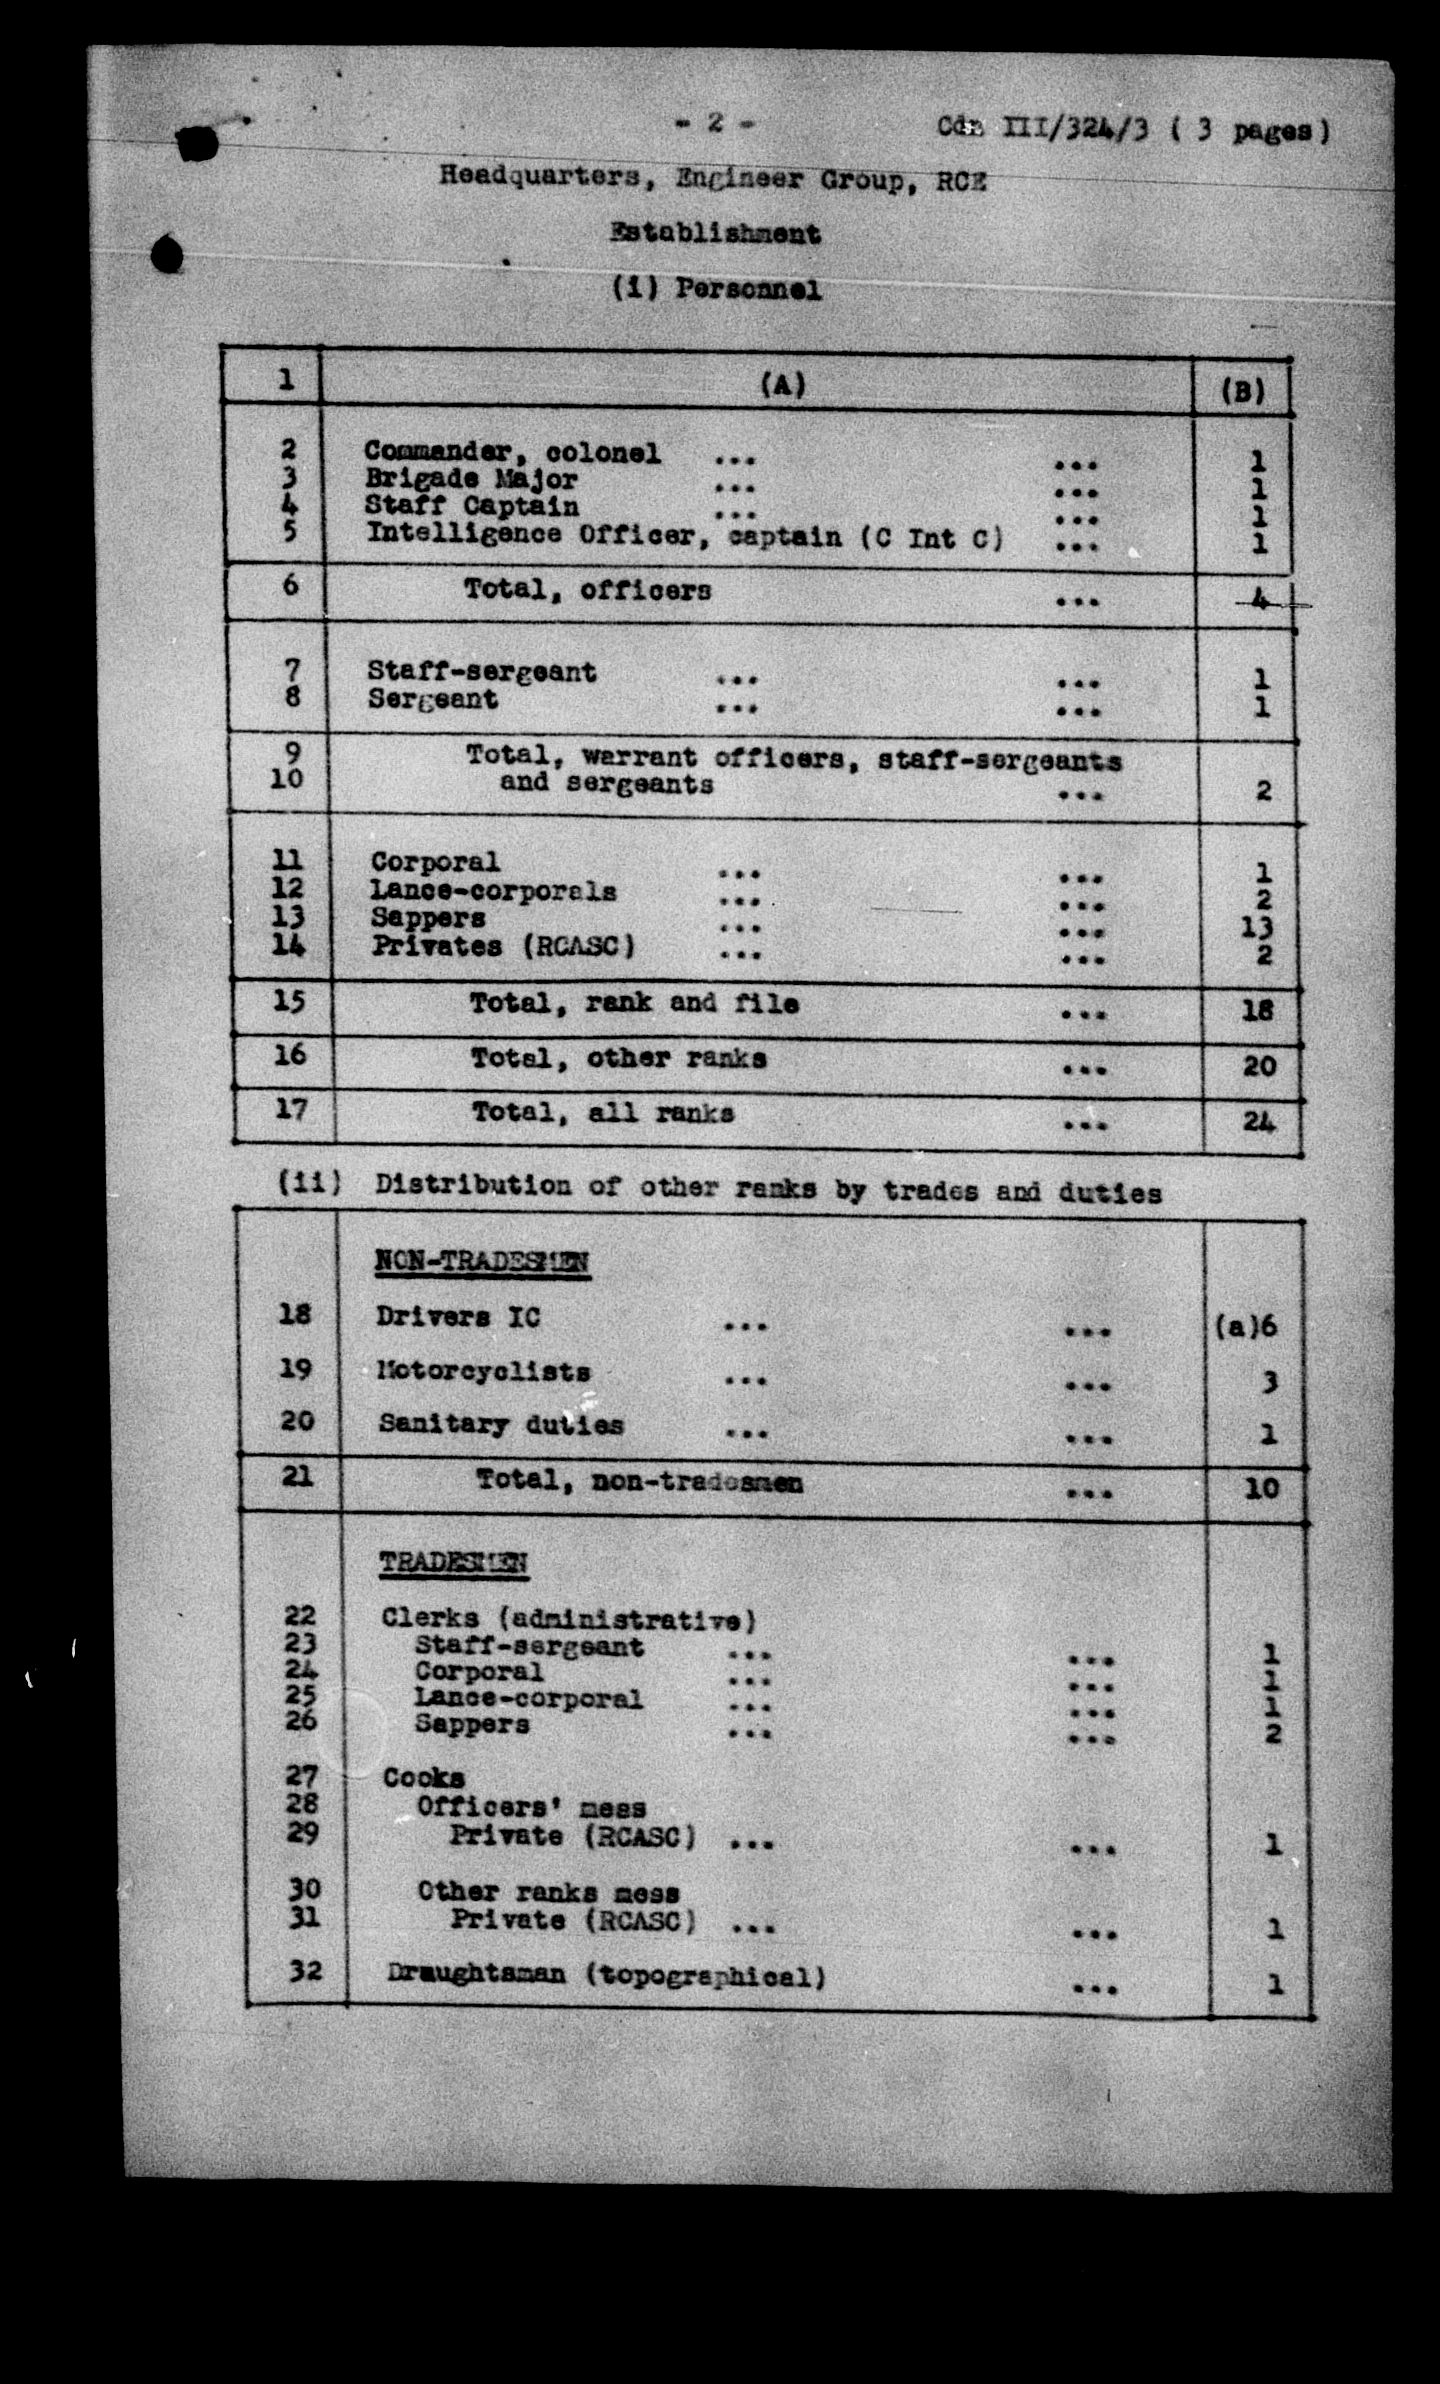 - 2 -    Cdn III/324/3 ( 3 pages)
Headquarters, Engineer Group, RCE
Establishment
(i) Personnel
1 (A) (B)
2 Commander, colonel ... ... 1
3 Brigade Major ... ... 1
4 Staff Captain ... ... 1
5 Intelligence Officer, captain (C Int C) ... 1
6 Total, officers ... 4
7 Staff-sergeant ... ... 1
8 Sergeant ... ... 1
9 Total, warrant officers, staff-sergeants
10 and sergeants ... 2
11 Corporal ... ... 1
12 Lance-corporals ... ... 2
13 Sappers ... ... 13
14 Privates (RCASC) ... ... 2
15 Total, rank and file ... 18
16 Total, other ranks ... 20
17 Total, all ranks ... 24
(ii) Distribution of other ranks by trades and duties
NON-TRADESMEN
18 Drivers IC ... ... (a)6
19 Motorcyclists ... ... 3
20 Sanitary duties ... ... 1
21 Total, non-tradesmen ... 10
TRADESMEN
22 Clerks (administrative)
23 Staff-sergeant ... ... 1
24 Corporal ... ... 1
25 Lance-corporal ... ... 1
26 Sappers ... ... 2
27 Cooks
28 Officers' mess
29 Private (RCASC) ... ... 1
30 Other ranks mess
31 Private (RCASC) ... ... 1
32 Draughtsman (topographical) ... 1